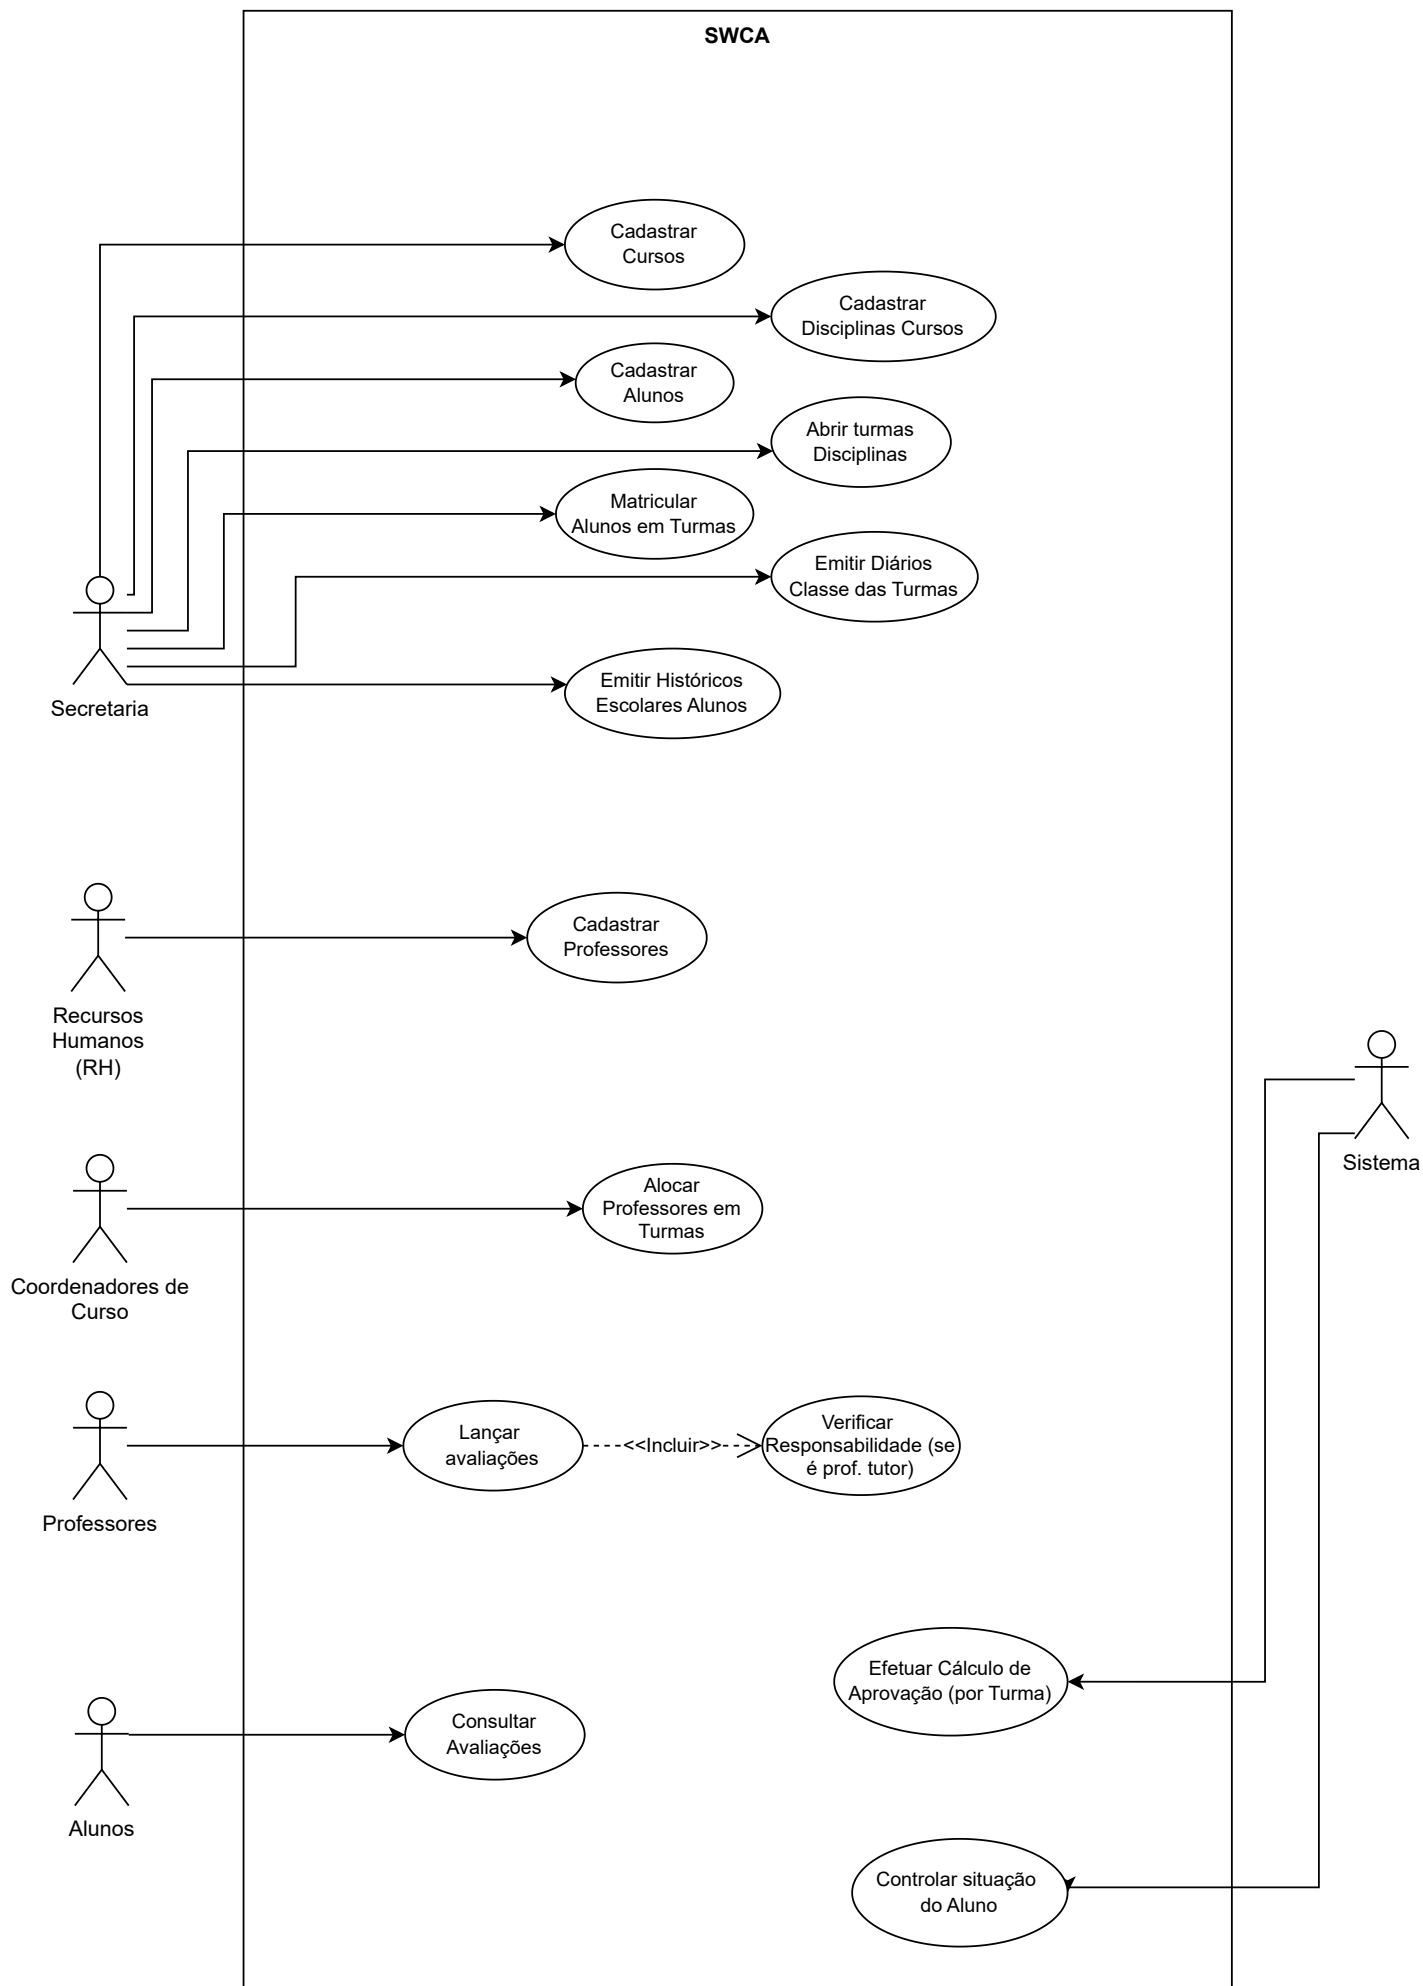 SWCA
Cadastrar
Cursos
Cadastrar
Disciplinas Cursos
Cadastrar
Alunos
Abrir turmas
Disciplinas
Matricular
Alunos em Turmas
Emitir Diários
Classe das Turmas
Emitir Históricos
Escolares Alunos
Secretaria
Cadastrar
Professores
Recursos
Humanos
(RH)
Sistema
Alocar
Professores em
Turmas
Coordenadores de
Curso
Lançar
avaliações
<<Incluir>>
Verificar
Responsabilidade (se
é prof. tutor)
Professores
Efetuar Cálculo de
Aprovação (por Turma)
Consultar
Avaliações
Alunos
Controlar situação
do Aluno